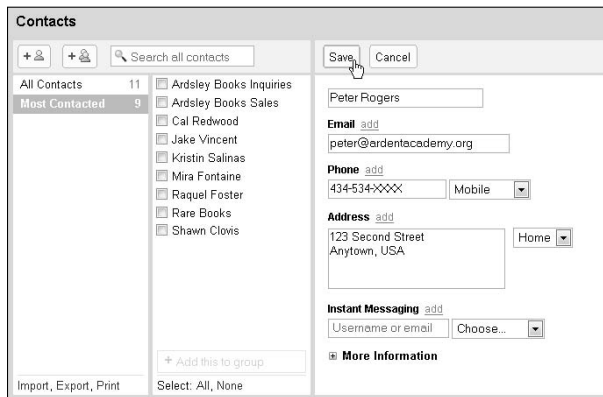 Contacts
Search all contacts
Save Cancel
All Contacts 11
Most Contacted 9
Import, Export, Print
Ardsley Books Inquiries
Ardsley Books Sales
Cal Redwood
Jake Vincent
Kristin Salinas
Mira Fontaine
Raquel Foster
Rare Books
Shawn Clovis
+ Add this to group
Select: All, None
Peter Rogers
Email add
peter@ardentacademy.org
Phone add
434-534-XXXX Mobile
Address add
123 Second Street Home
Anytown, USA
Instant Messaging add
Username or email Choose...
More Information